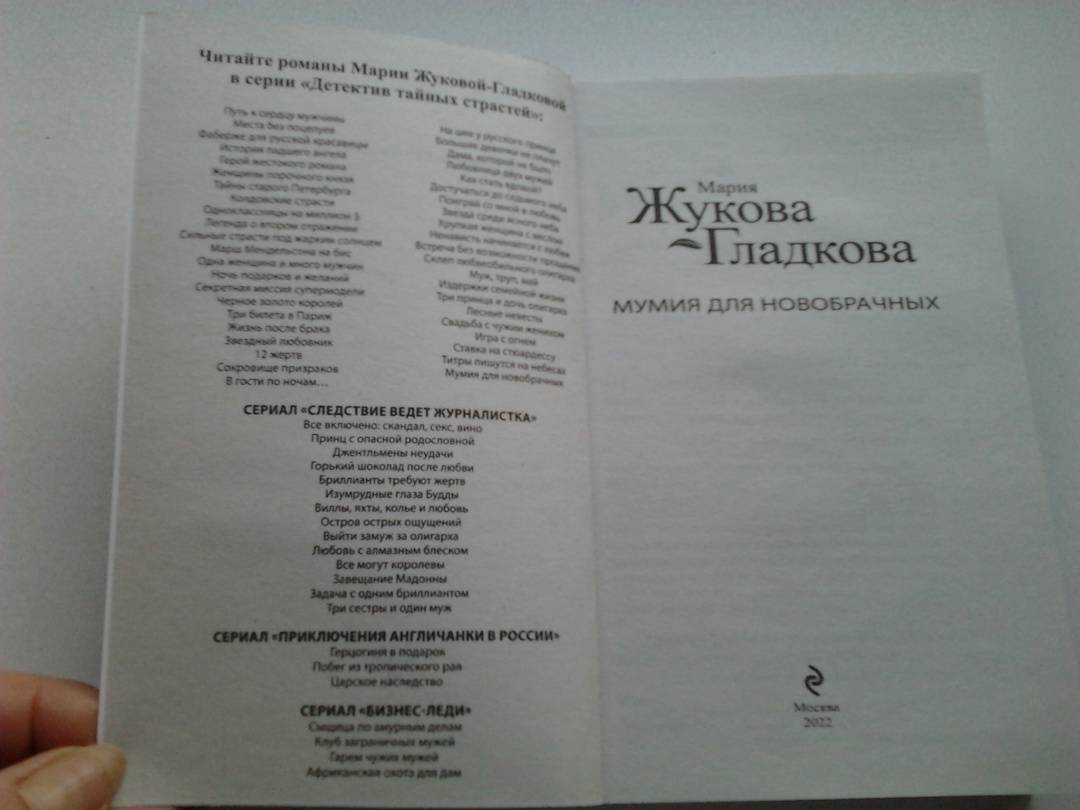 Читайте романы Марии Жуковой-Гладковой
в серии «Детектив тайных страстей»:
Путь к сердцу мужчины
Места без поцелуев
Фаберже для русской красавицы
История падшего ангела
Герой жестокого романа
Женщины порочного князя
Тайны старого Петербурга
Колдовские страсти
Одноклассницы на миллион $
Легенда о втором отражении
Сильные страсти под жарким солнцем
Марш Мендельсона на бис
Одна женщина и много мужчин
Ночь подарков и желаний
Секретная миссия супермодели
Черное золото королей
Три билета в Париж
Жизнь после брака
Звездный любовник
12 жертв
Сокровище призраков
В гости по ночам...
На шее у русского принца
Большие девочки не плачут
Дама, которой не было
Любовница двух мужей
Как стать вдовой?
Достучаться до седьмого неба
Поиграй со мной в любовь
Звезда среди ясного неба
Хрупкая женщина с веслом
Ненависть начинается с любви
Встреча без возможности прощения
Склеп любвеобильного олигарха
Муж, труп, май
Издержки семейной жизни
Три принца и дочь олигарха
Лесные невесты
Свадьба с чужим женихом
Игра с огнем
Ставка на стюардессу
Титры пишутся на небесах
Мумия для новобрачных
СЕРИАЛ «СЛЕДСТВИЕ ВЕДЕТ ЖУРНАЛИСТКА»
Все включено: скандал, секс, вино
Принц с опасной родословной
Джентльмены неудачи
Горький шоколад после любви
Бриллианты требуют жертв
Изумрудные глаза Будды
Виллы, яхты, колье и любовь
Остров острых ощущений
Выйти замуж за олигарха
Любовь с алмазным блеском
Все могут королевы
Завещание Мадонны
Задача с одним бриллиантом
Три сестры и один муж
СЕРИАЛ «ПРИКЛЮЧЕНИЯ АНГЛИЧАНКИ В РОССИИ»
Герцогиня в подарок
Побег из тропического рая
Царское наследство
СЕРИАЛ «БИЗНЕС-ЛЕДИ»
Сыщица по амурным делам
Клуб заграничных мужей
Гарем чужих мужей
Африканская охота для дам
Мария
Жукова
Гладкова
МУМИЯ ДЛЯ НОВОБРАЧНЫХ
Москва
2022